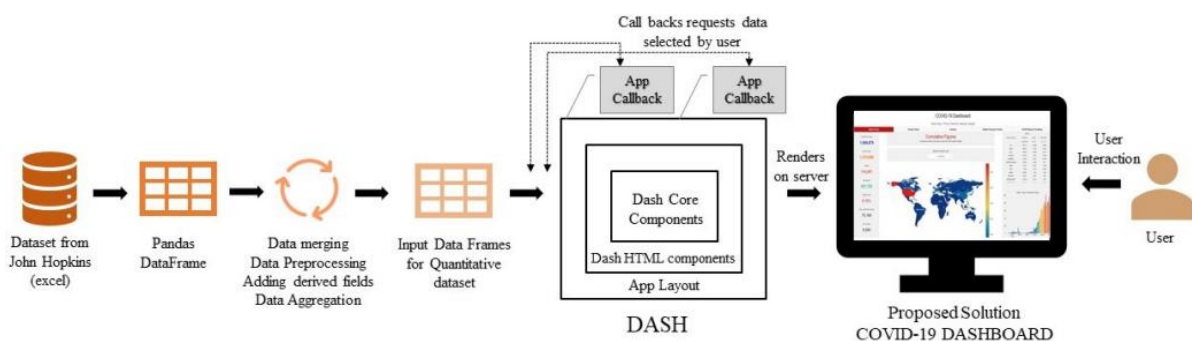 Call backs requests data
selected by user
App
Callback
App
Callback
Dataset from
John Hopkins
(excel)
Pandas
DataFrame
Data merging
Data Preprocessing
Adding derived fields
Data Aggregation
Input Data Frames
for Quantitative
dataset
Dash Core
Components
Dash HTML components
App Layout
DASH
Renders
on server
COVID-19 Dashboard
Cumulative Figures
Proposed Solution
COVID-19 DASHBOARD
User
Interaction
User